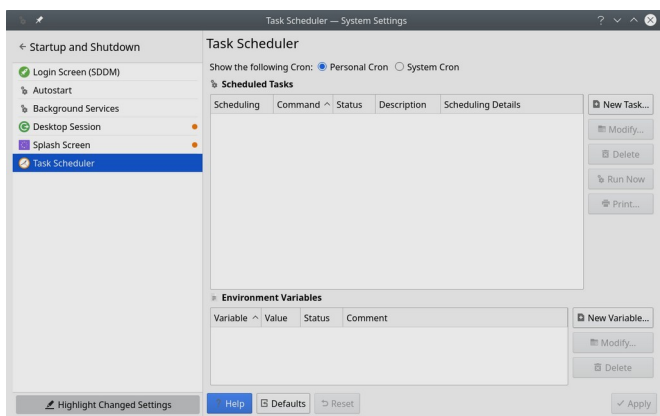 Task Scheduler — System Settings
Startup and Shutdown
Login Screen (SDDM)
Autostart
Background Services
Desktop Session
Splash Screen
Task Scheduler
Highlight Changed Settings
Task Scheduler
Show the following Cron: Personal Cron System Cron
Scheduled Tasks
Scheduling Command Status Description Scheduling Details
New Task...
Modify...
Delete
Run Now
Print...
Environment Variables
Variable Value Status Comment
New Variable...
Modify...
Delete
Help Defaults Reset Apply